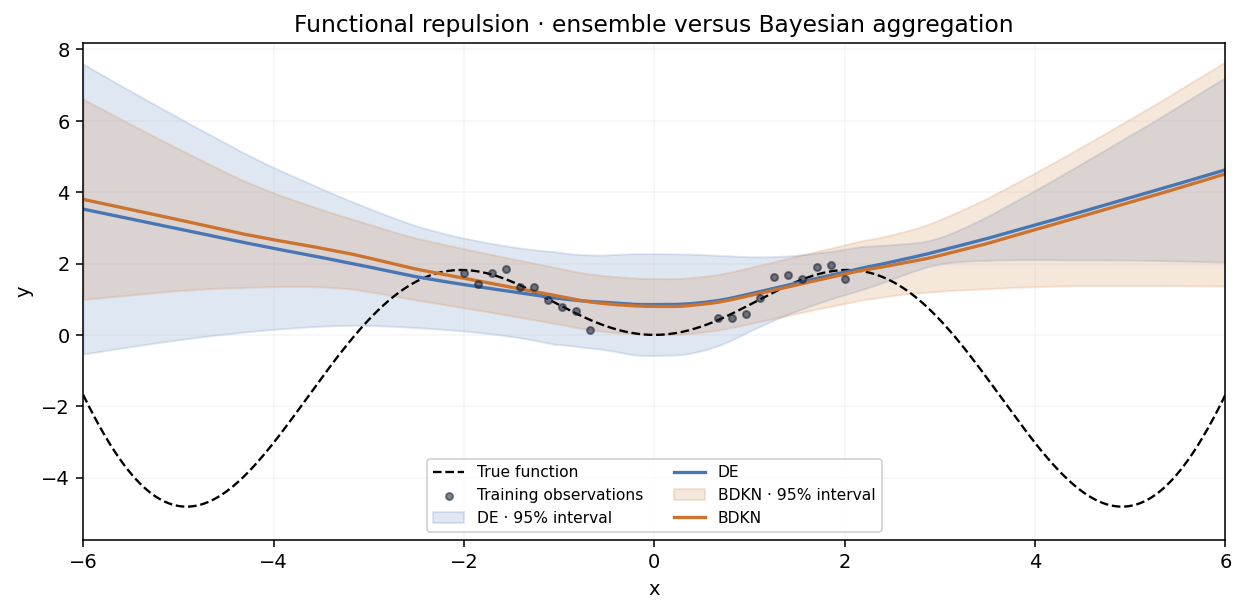 Functional repulsion · ensemble versus Bayesian aggregation
y
8
6
4
2
0
−2
−4
True function
Training observations
DE · 95% interval
DE
BDKN · 95% interval
BDKN
−6 −4 −2 0 2 4 6
x